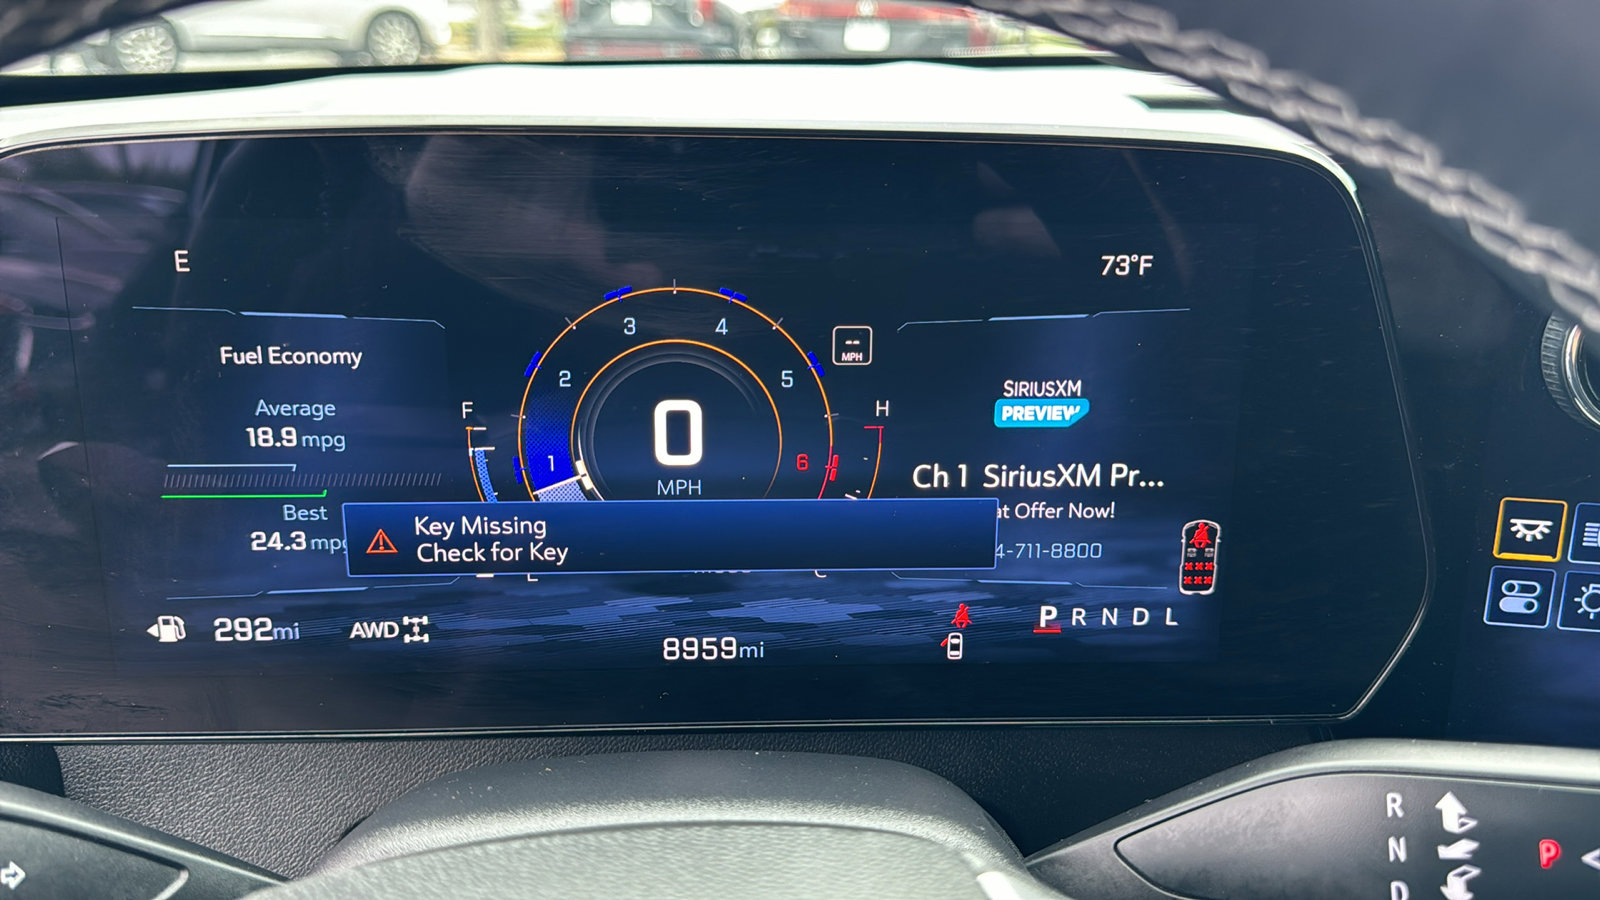 E
73°F
Fuel Economy
Average
18.9 mpg
Best
24.3 mpg
F
1
2
3
4
5
6
0
MPH
--
MPH
H
SIRIUSXM
PREVIEW
Ch 1 SiriusXM Pr...
at Offer Now!
4-711-8800
Key Missing
Check for Key
292mi
AWD
8959mi
P R N D L
R
N
D
P